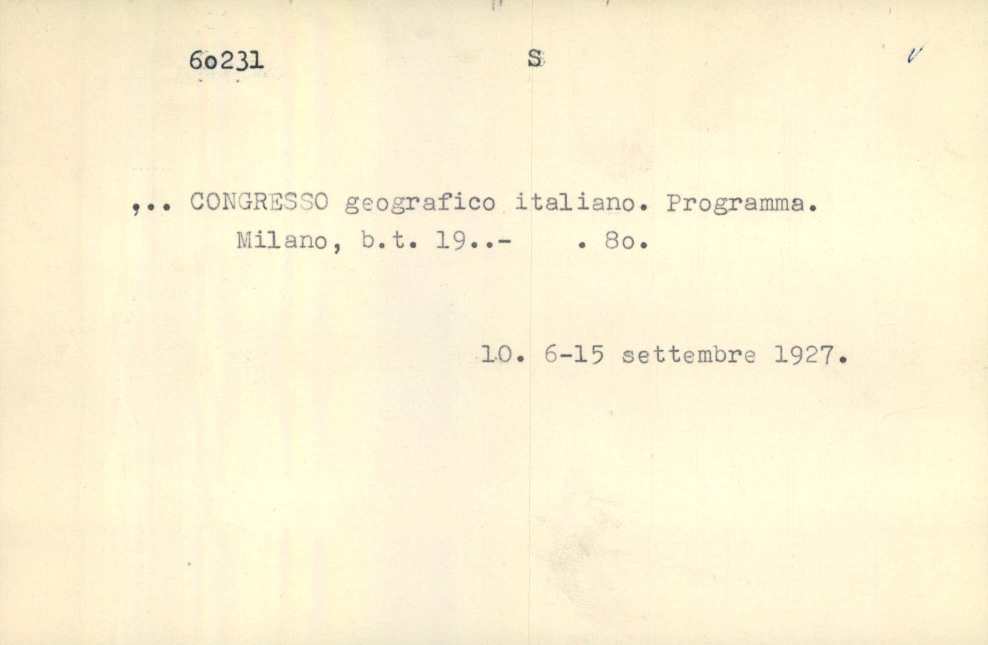 60231 S
,.. CONGRESSO geografico italiano. Programma.
Milano, b.t. 19..- . 8o.
10. 6-15 settembre 1927.